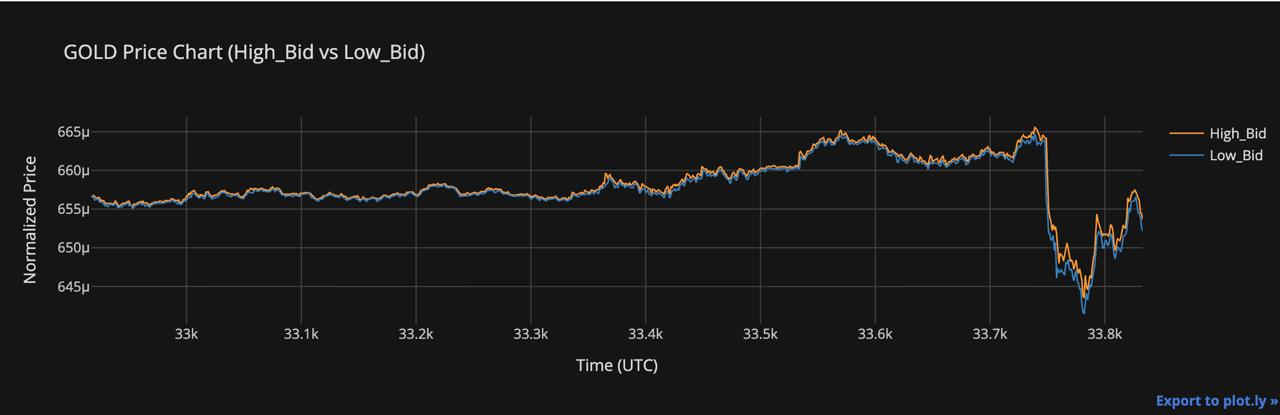 GOLD Price Chart (High_Bid vs Low_Bid)
665μ
660μ
655μ
650μ
645μ
Normalized Price
33k
33.1k
33.2k
33.3k
33.4k
33.5k
33.6k
33.7k
33.8k
Time (UTC)
High_Bid
Low_Bid
Export to plot.ly »